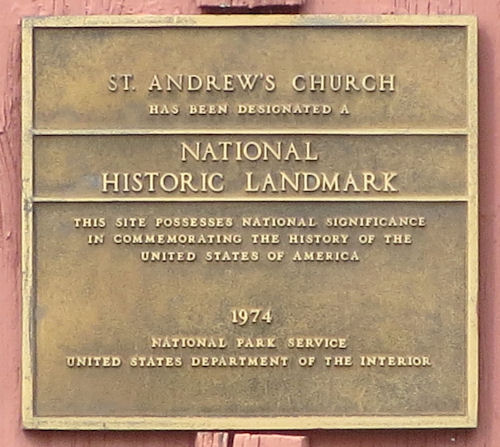 ST. ANDREW'S CHURCH
HAS BEEN DESIGNATED A
NATIONAL
HISTORIC LANDMARK
THIS SITE POSSESSES NATIONAL SIGNIFICANCE
IN COMMEMORATING THE HISTORY OF THE
UNITED STATES OF AMERICA
1974
NATIONAL PARK SERVICE
UNITED STATES DEPARTMENT OF THE INTERIOR